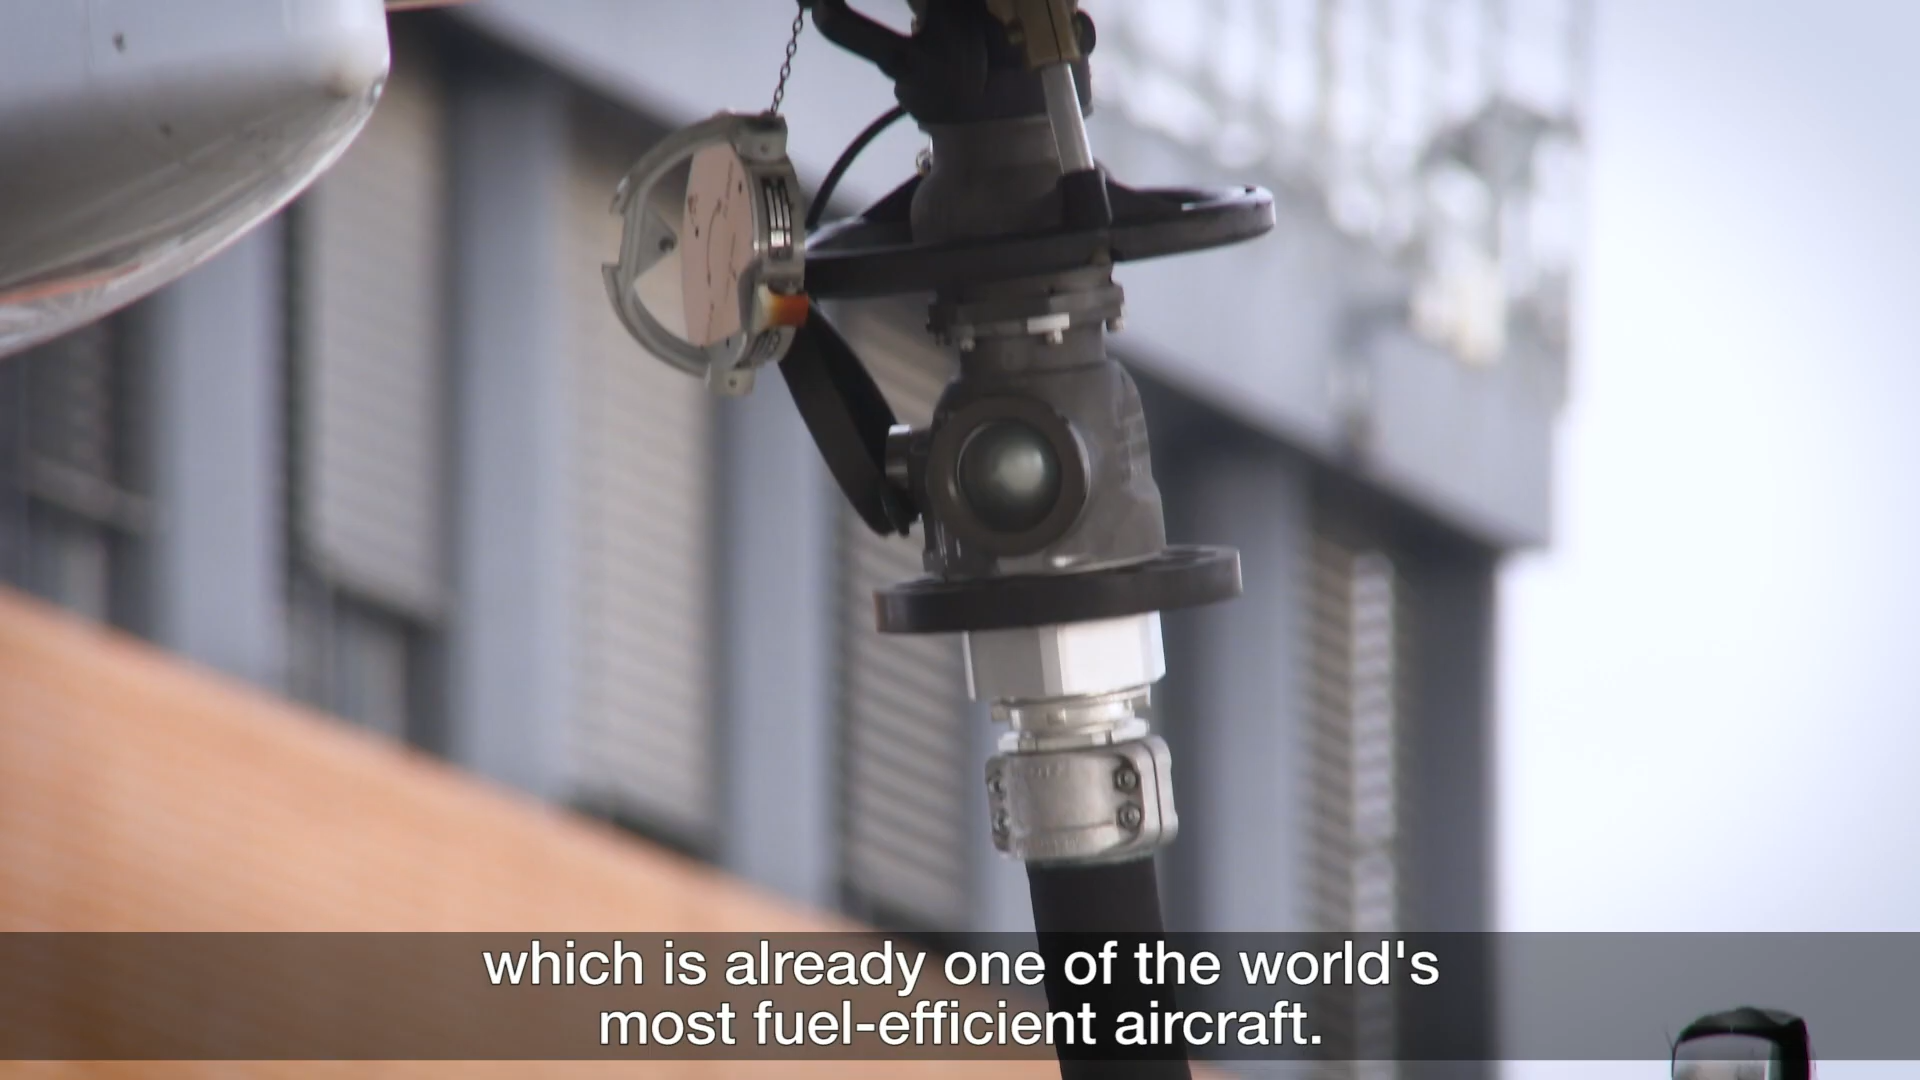 which is already one of the world's
most fuel-efficient aircraft.